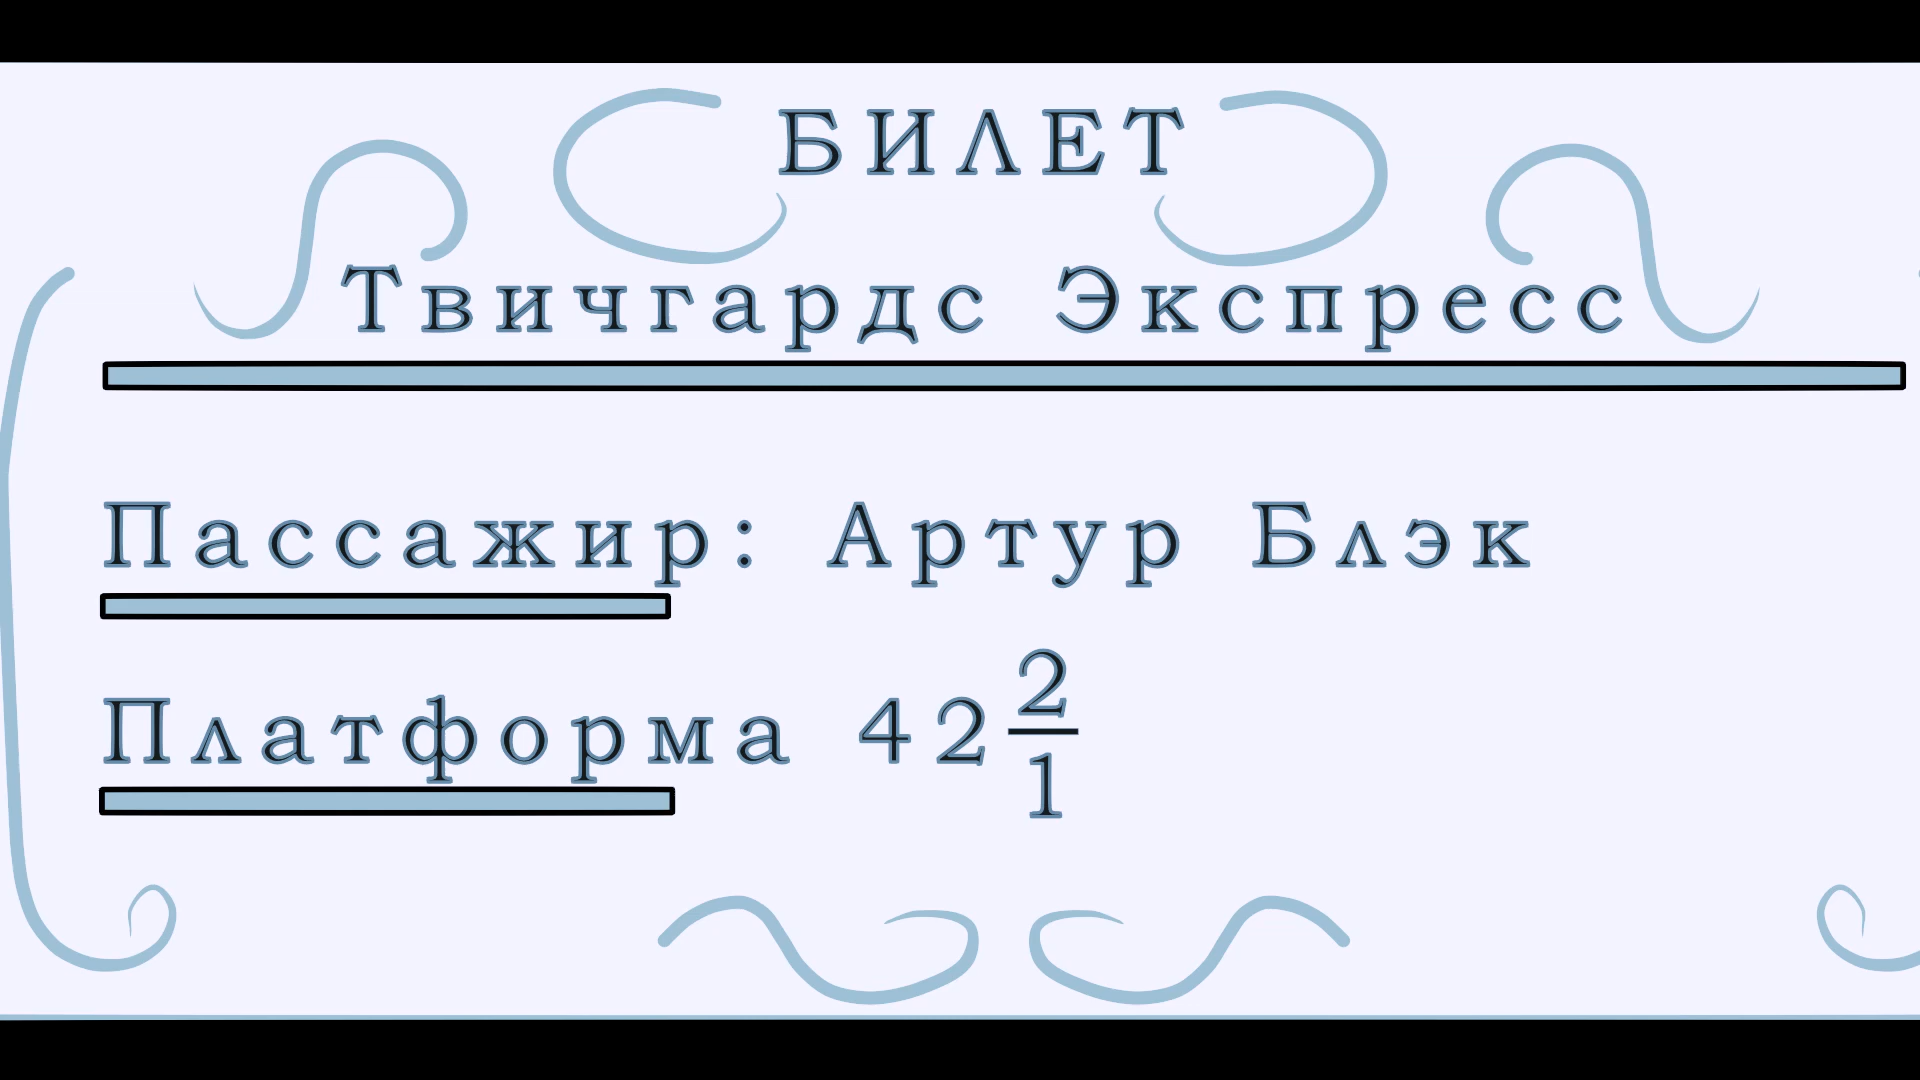 БИЛЕТ
Твичгардс Экспресс
Пассажир: Артур Блэк
Платформа 42 2/1